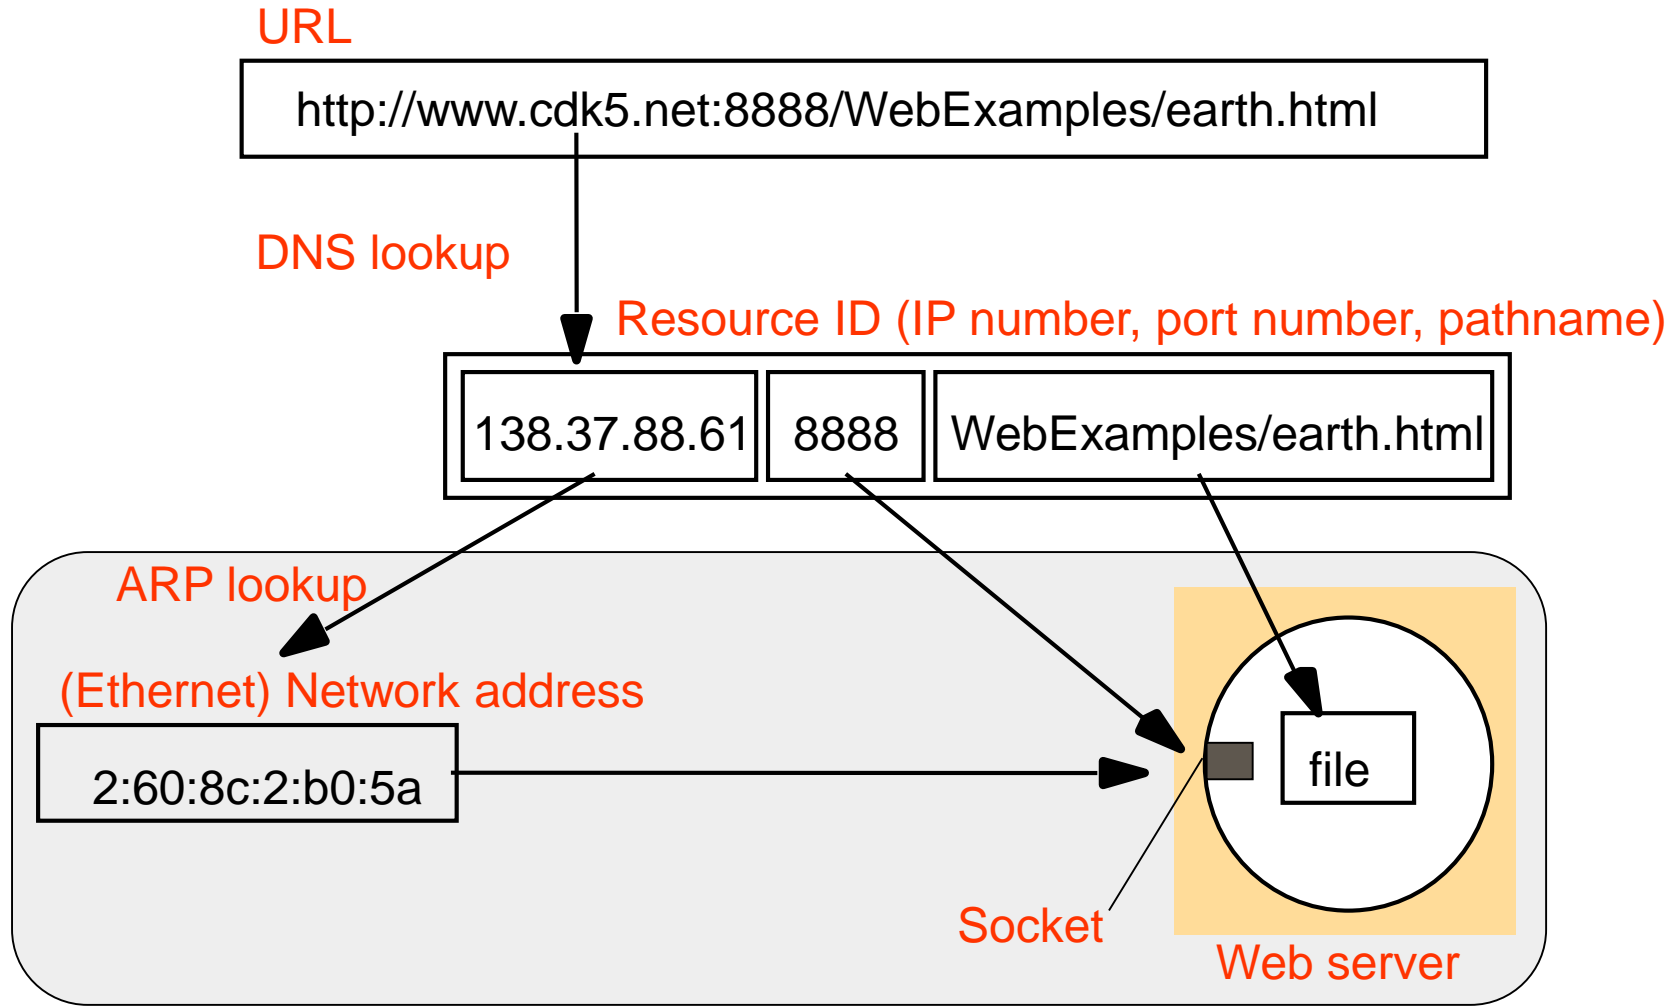 URL
http://www.cdk5.net:8888/WebExamples/earth.html
DNS lookup
Resource ID (IP number, port number, pathname)
138.37.88.61
8888
WebExamples/earth.html
ARP lookup
(Ethernet) Network address
2:60:8c:2:b0:5a
file
Socket
Web server